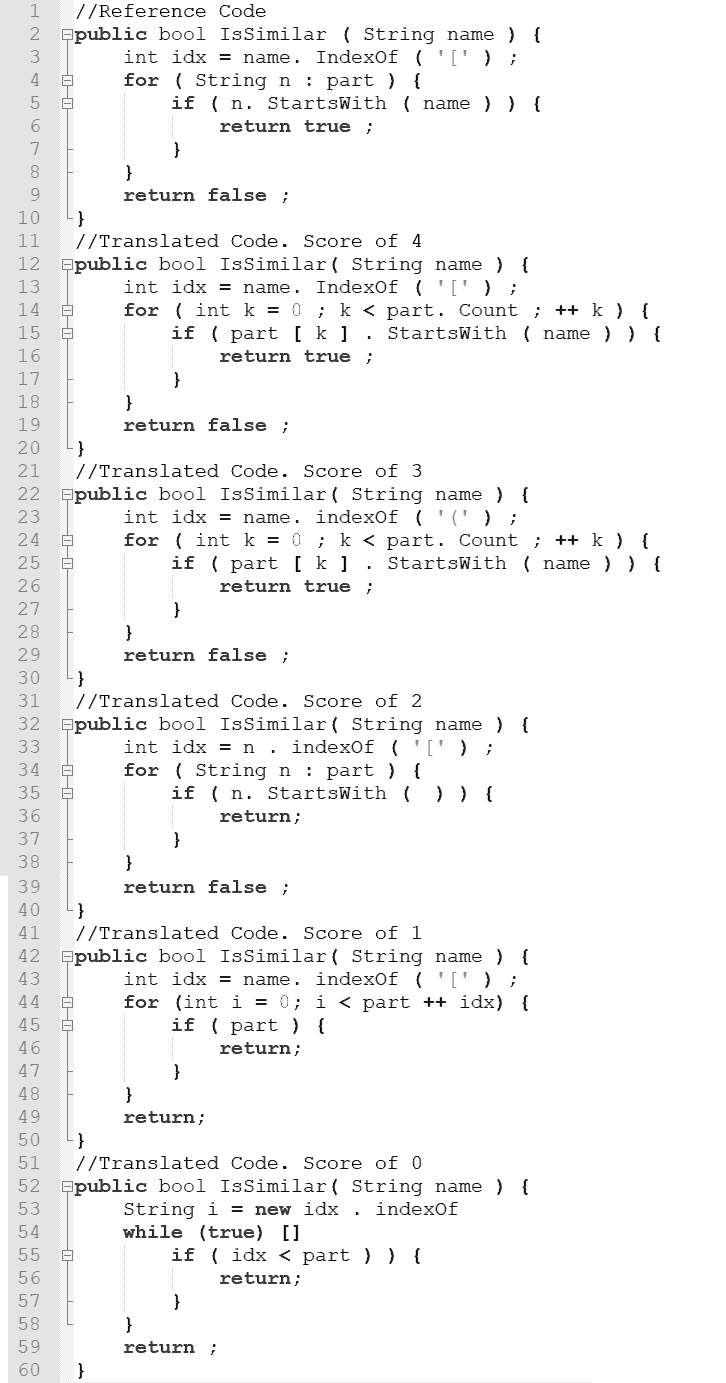 1 //Reference Code
2 public bool IsSimilar ( String name ) {
3 int idx = name. IndexOf ( '[' ) ;
4 for ( String n : part ) {
5 if ( n. StartsWith ( name ) ) {
6 return true ;
7 }
8 }
9 return false ;
10 }
11 //Translated Code. Score of 4
12 public bool IsSimilar( String name ) {
13 int idx = name. IndexOf ( '[' ) ;
14 for ( int k = 0 ; k < part. Count ; ++ k ) {
15 if ( part [ k ] . StartsWith ( name ) ) {
16 return true ;
17 }
18 }
19 return false ;
20 }
21 //Translated Code. Score of 3
22 public bool IsSimilar( String name ) {
23 int idx = name. indexOf ( '(' ) ;
24 for ( int k = 0 ; k < part. Count ; ++ k ) {
25 if ( part [ k ] . StartsWith ( name ) ) {
26 return true ;
27 }
28 }
29 return false ;
30 }
31 //Translated Code. Score of 2
32 public bool IsSimilar( String name ) {
33 int idx = n . indexOf ( '[' ) ;
34 for ( String n : part ) {
35 if ( n. StartsWith (  ) ) {
36 return;
37 }
38 }
39 return false ;
40 }
41 //Translated Code. Score of 1
42 public bool IsSimilar( String name ) {
43 int idx = name. indexOf ( '[' ) ;
44 for (int i = 0; i < part ++ idx) {
45 if ( part ) {
46 return;
47 }
48 }
49 return;
50 }
51 //Translated Code. Score of 0
52 public bool IsSimilar( String name ) {
53 String i = new idx . indexOf
54 while (true) []
55 if ( idx < part ) ) {
56 return;
57 }
58 }
59 return ;
60 }